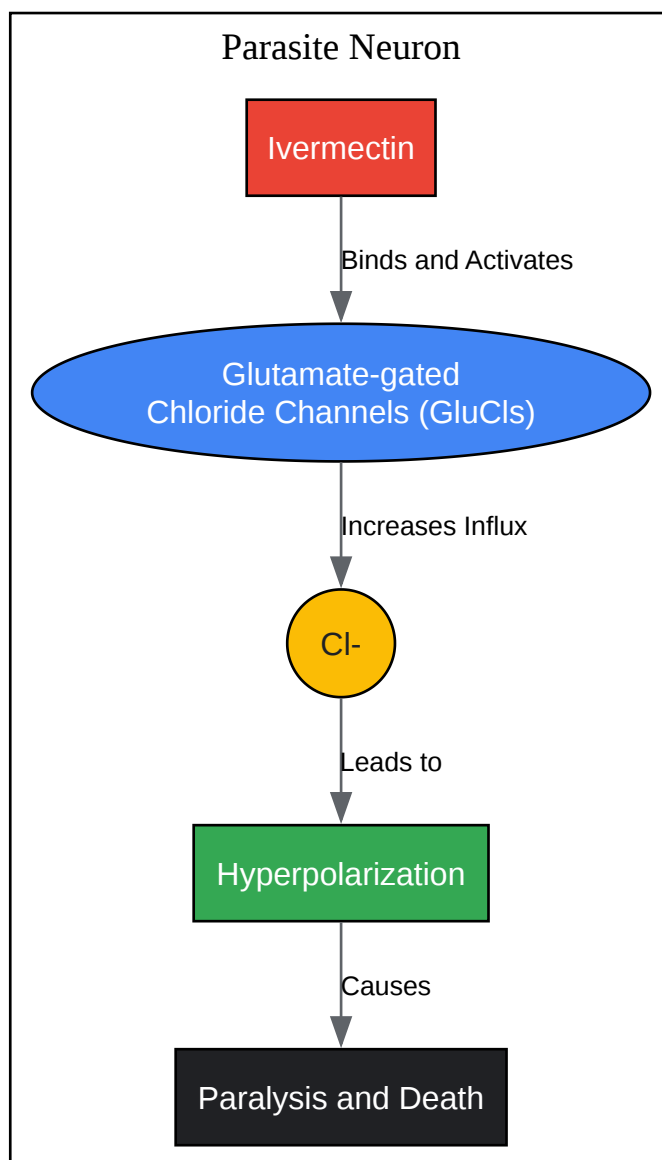 Parasite Neuron
Ivermectin
Binds and Activates
Glutamate-gated
Chloride Channels (GluCls)
Increases Influx
Cl-
Leads to
Hyperpolarization
Causes
Paralysis and Death